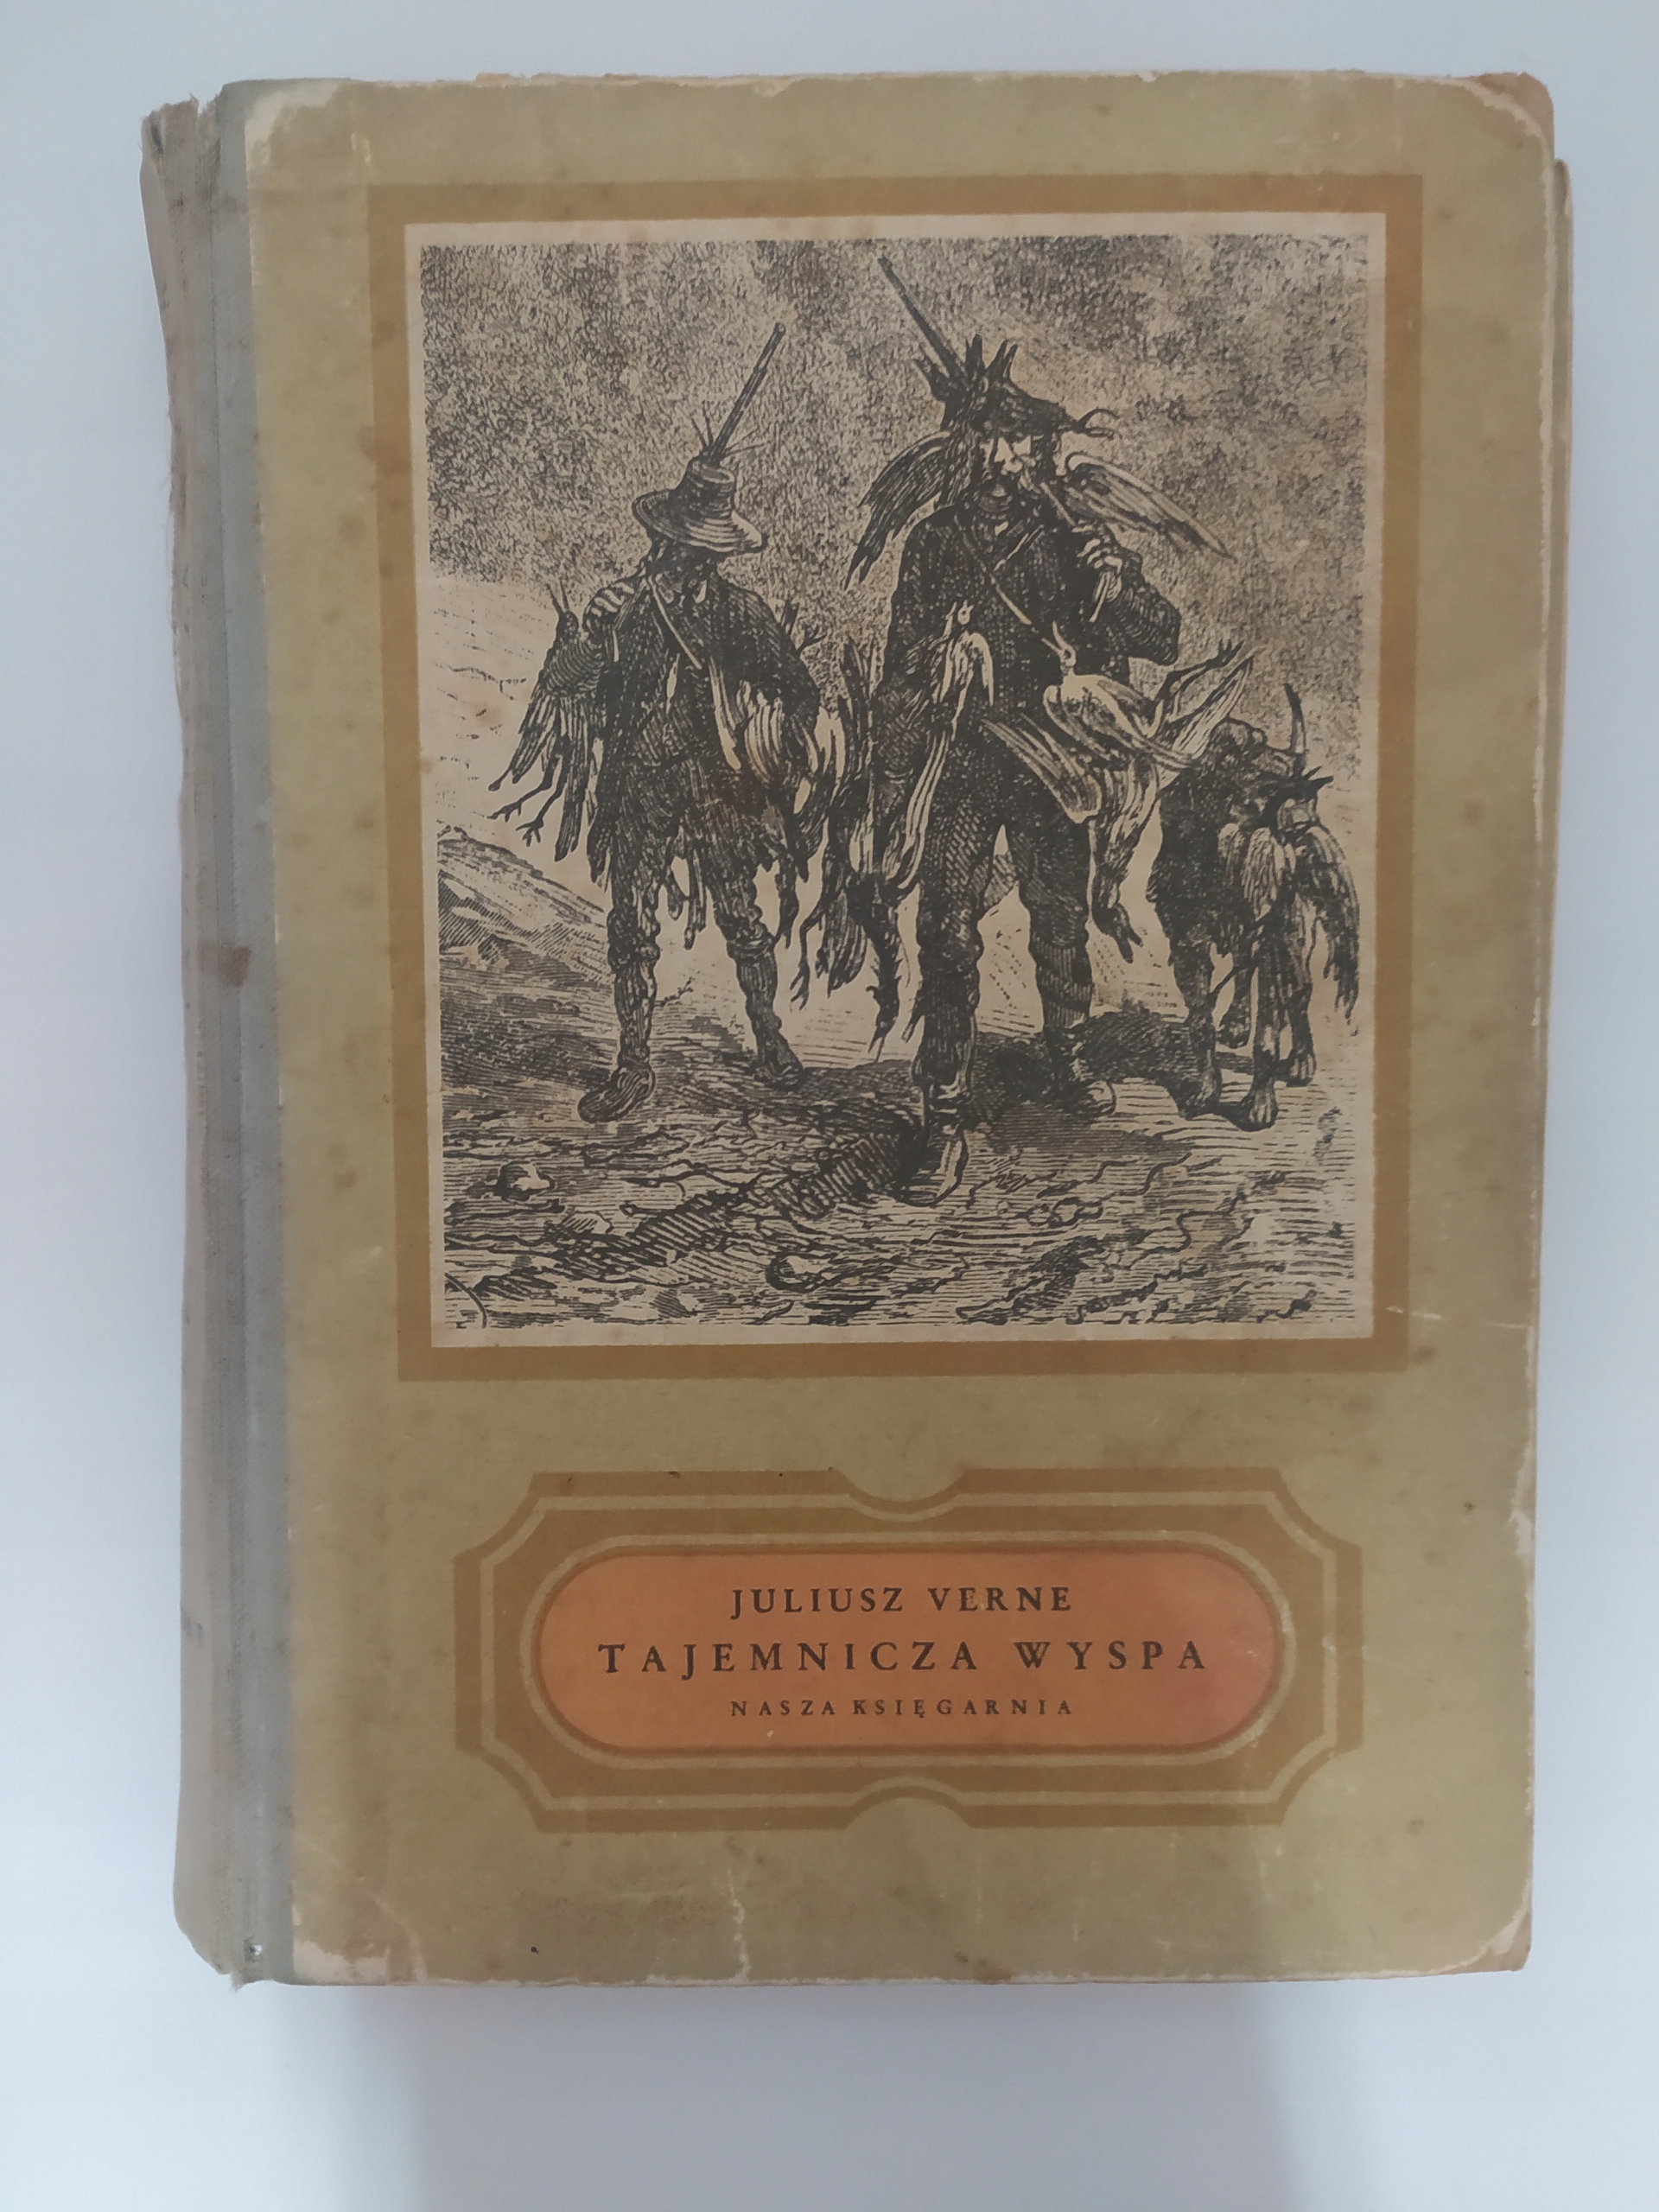 JULIUSZ VERNE
TAJEMNICZA WYSPA
NASZA KSIĘGARNIA